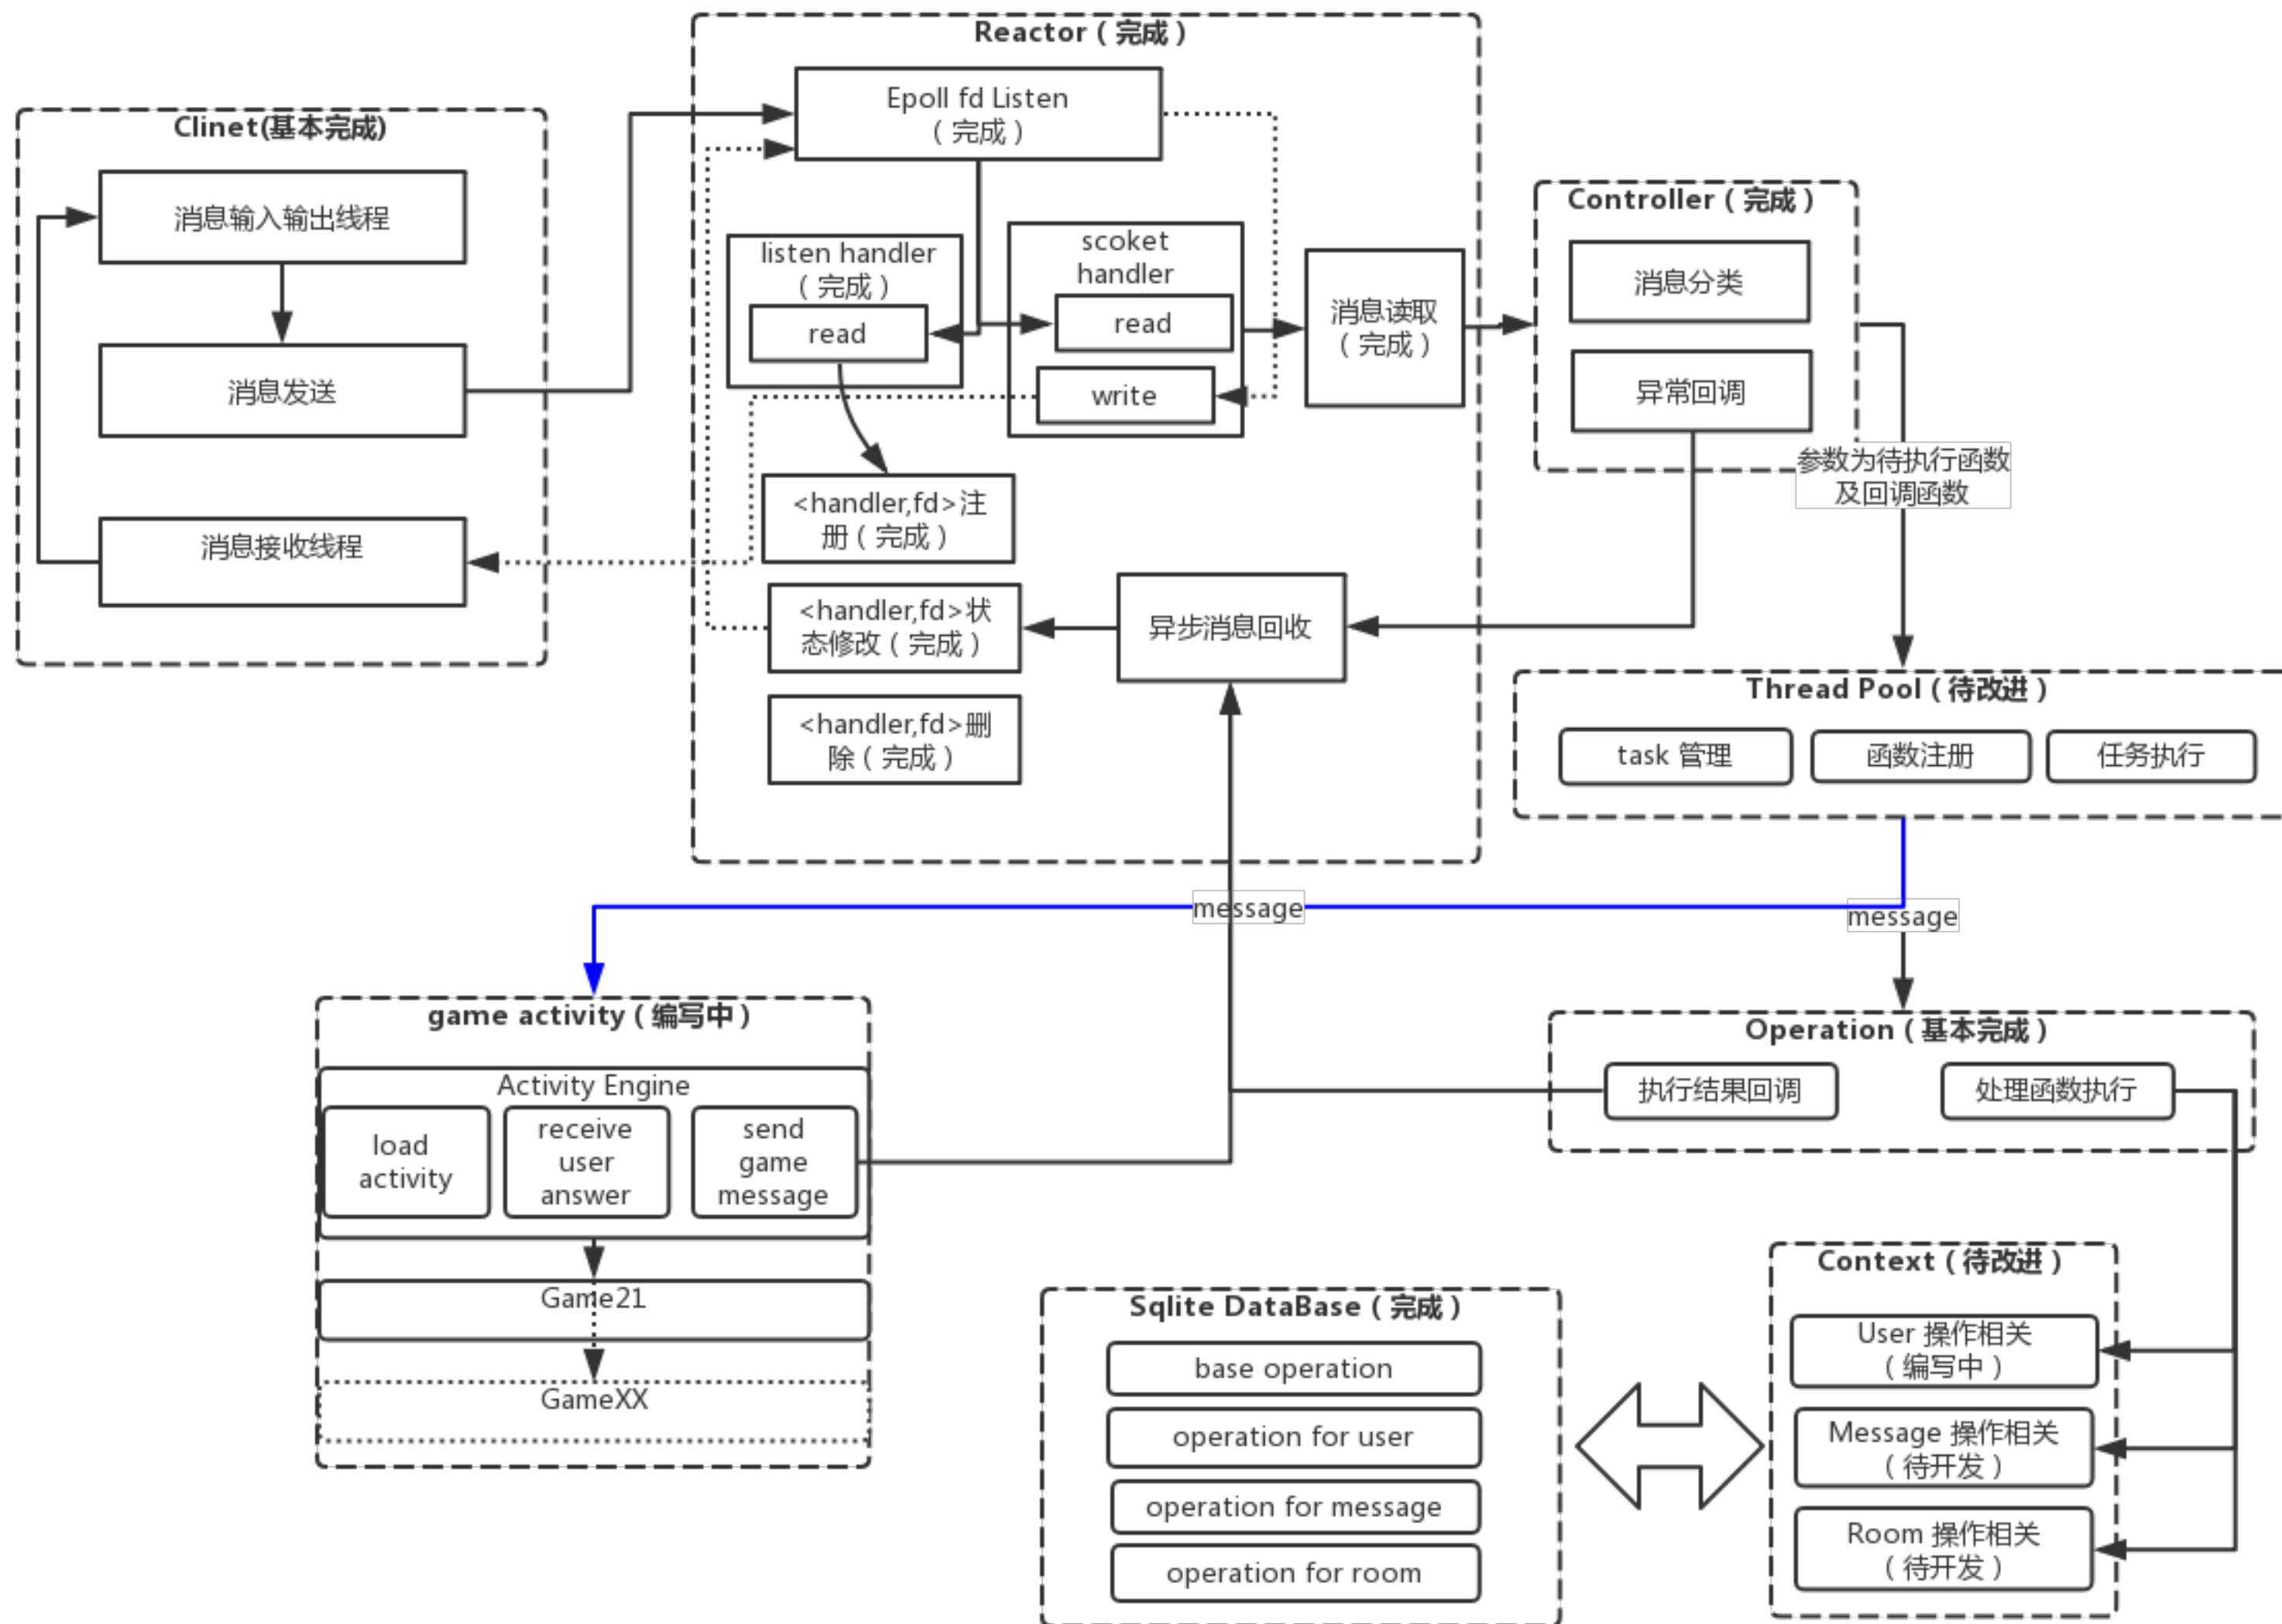 Clinet(基本完成)
消息输入输出线程
消息发送
消息接收线程
Reactor（完成）
Epoll fd Listen
（完成）
listen handler
（完成）
read
scoket
handler
read
write
消息读取
（完成）
<handler,fd>注
册（完成）
<handler,fd>状
态修改（完成）
<handler,fd>删
除（完成）
异步消息回收
Controller（完成）
消息分类
异常回调
参数为待执行函数
及回调函数
Thread Pool（待改进）
task 管理
函数注册
任务执行
message
message
game activity（编写中）
Activity Engine
load
activity
receive
user
answer
send
game
message
Game21
GameXX
Operation（基本完成）
执行结果回调
处理函数执行
Sqlite DataBase（完成）
base operation
operation for user
operation for message
operation for room
Context（待改进）
User 操作相关
（编写中）
Message 操作相关
（待开发）
Room 操作相关
（待开发）